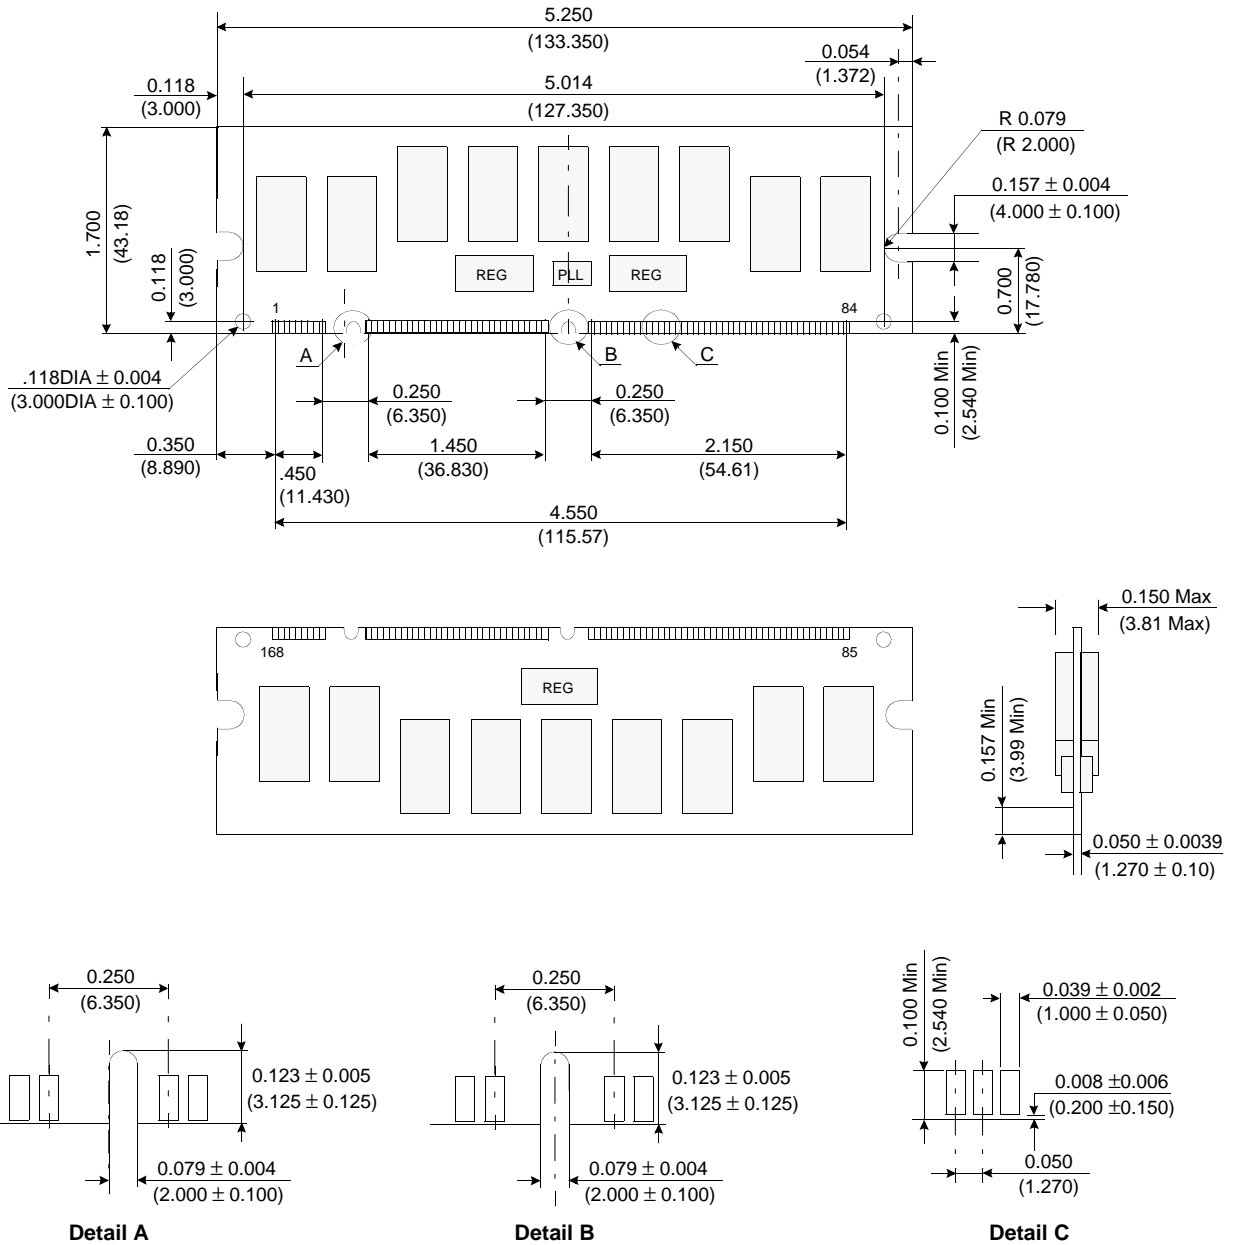 5.250
(133.350)
0.054
(1.372)
0.118
(3.000)
5.014
(127.350)
R 0.079
(R 2.000)
0.157 ± 0.004
(4.000 ± 0.100)
1.700
(43.18)
0.118
(3.000)
REG
PLL
REG
0.700
(17.780)
1
84
A
B
C
.118DIA ± 0.004
(3.000DIA ± 0.100)
0.250
(6.350)
0.250
(6.350)
0.100 Min
(2.540 Min)
0.350
(8.890)
.450
(11.430)
1.450
(36.830)
2.150
(54.61)
4.550
(115.57)
0.150 Max
(3.81 Max)
168
85
REG
0.157 Min
(3.99 Min)
0.050 ± 0.0039
(1.270 ± 0.10)
0.250
(6.350)
0.123 ± 0.005
(3.125 ± 0.125)
0.079 ± 0.004
(2.000 ± 0.100)
Detail A
0.250
(6.350)
0.123 ± 0.005
(3.125 ± 0.125)
0.079 ± 0.004
(2.000 ± 0.100)
Detail B
0.100 Min
(2.540 Min)
0.039 ± 0.002
(1.000 ± 0.050)
0.008 ±0.006
(0.200 ±0.150)
0.050
(1.270)
Detail C